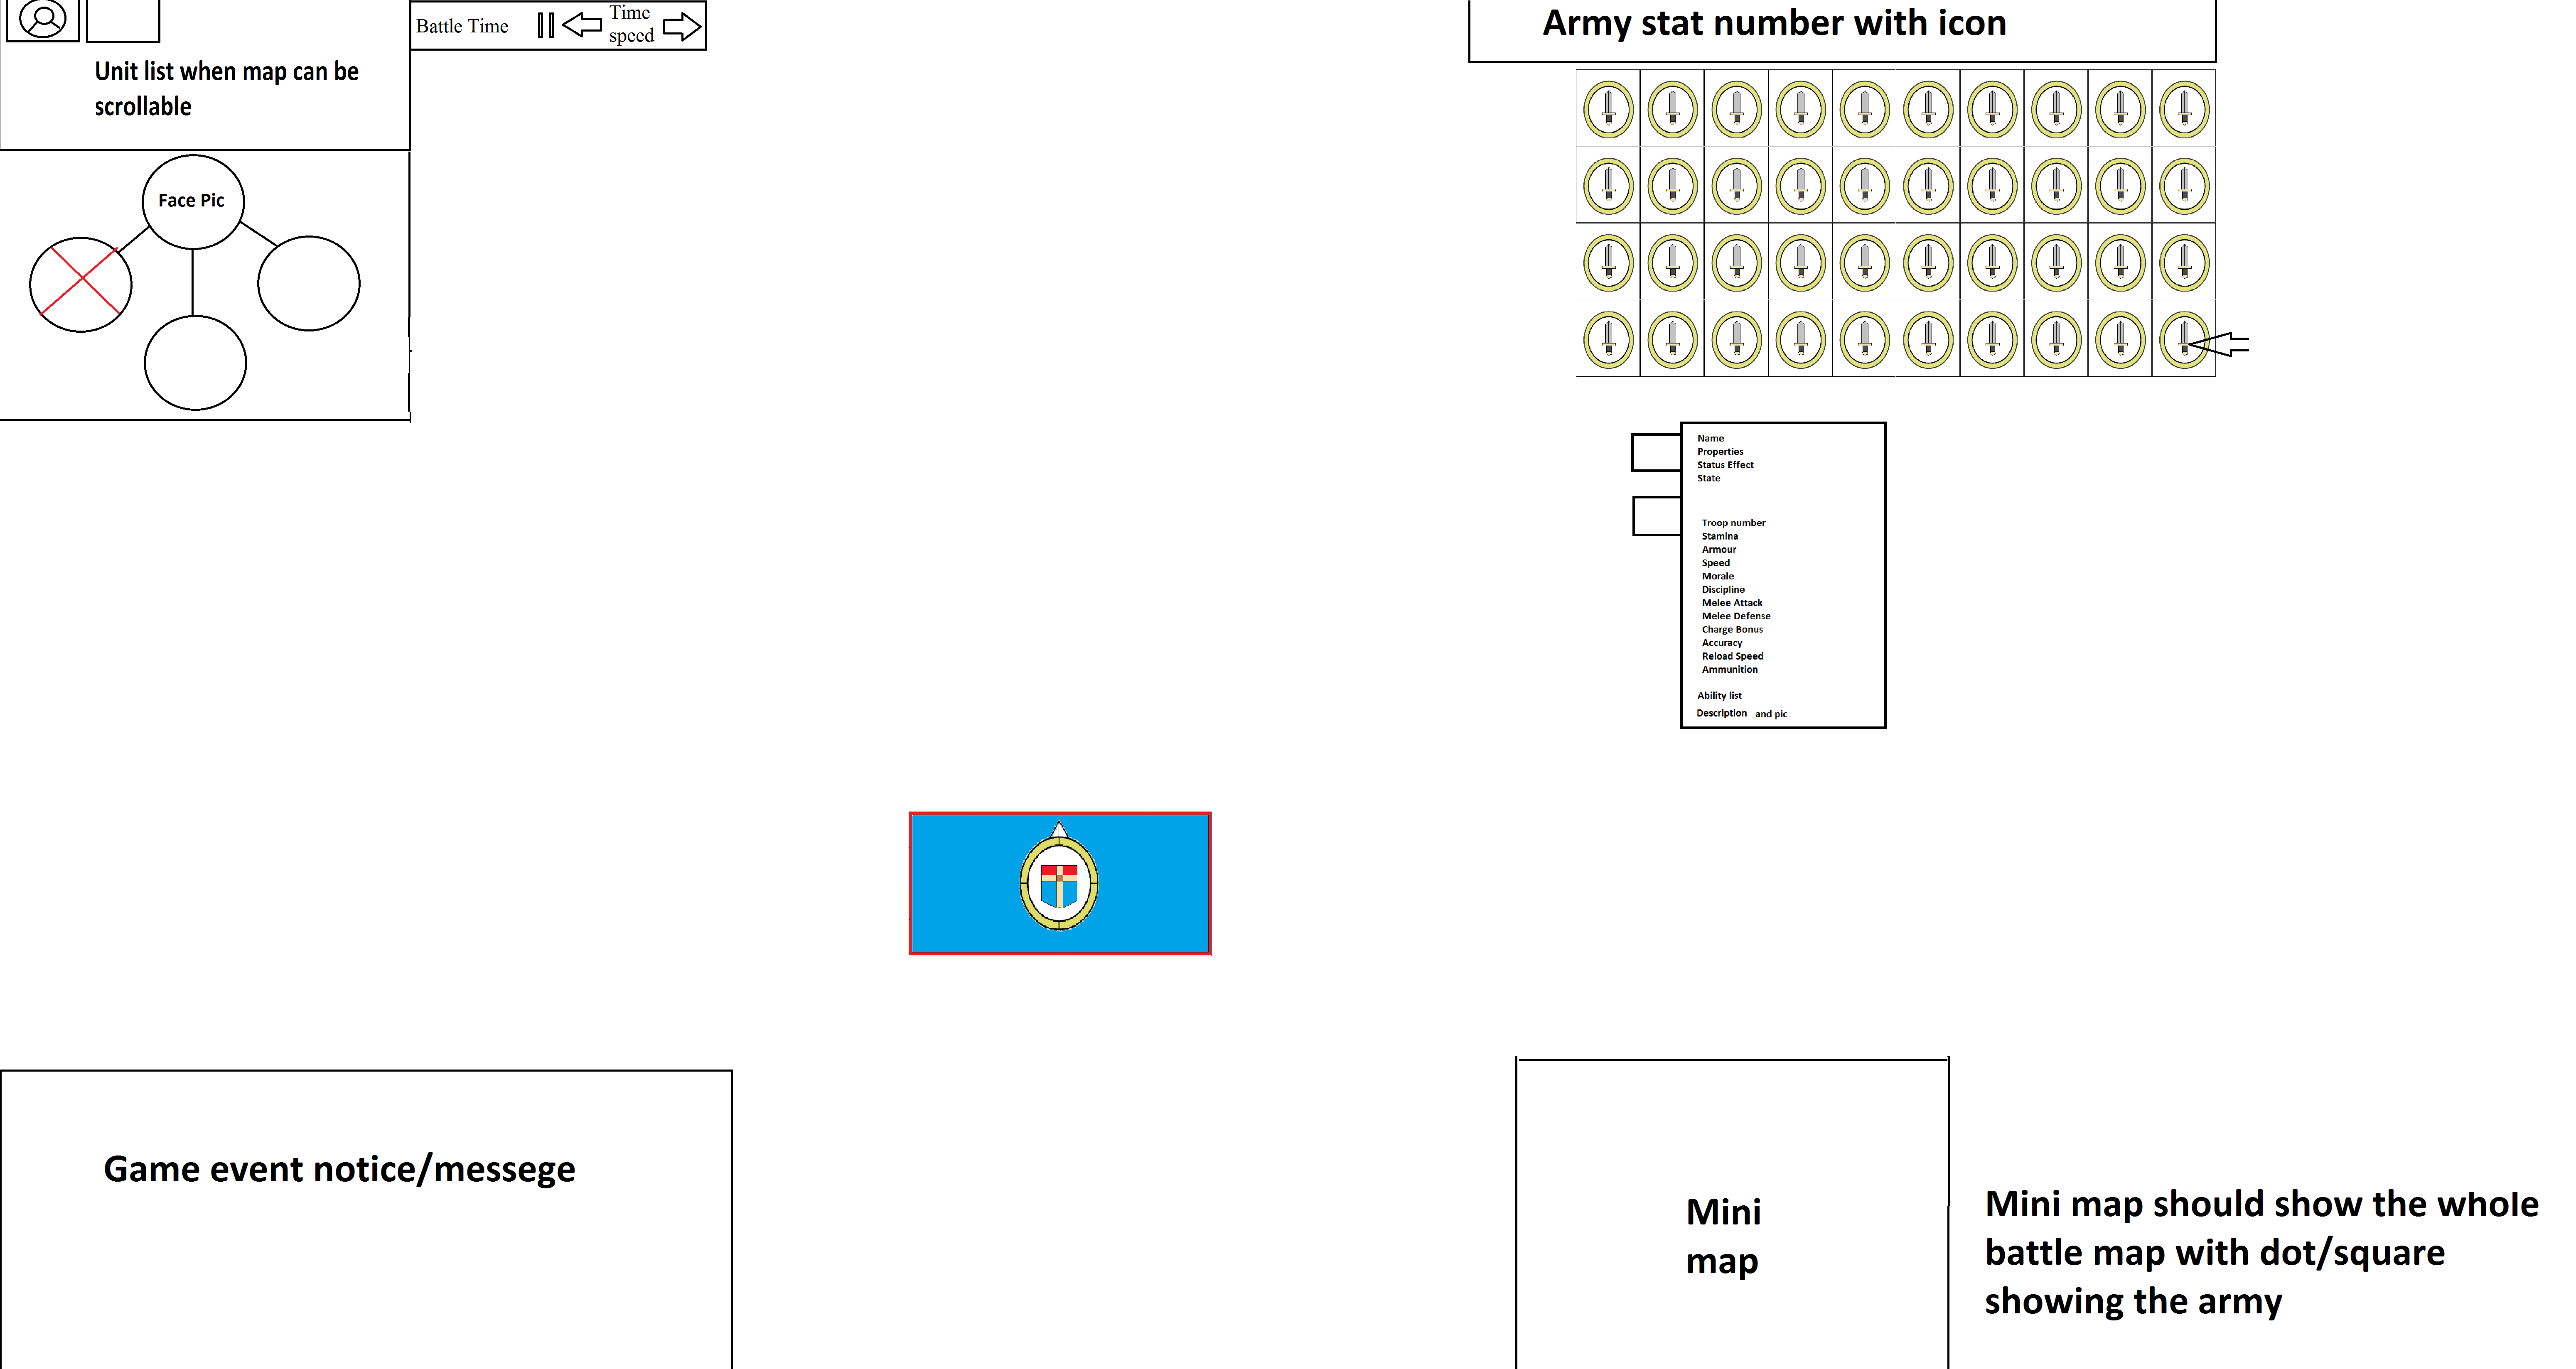 Battle Time
Time
speed
Army stat number with icon
Unit list when map can be
scrollable
Face Pic
Name
Properties
Status Effect
State
Troop number
Stamina
Armour
Speed
Morale
Discipline
Melee Attack
Melee Defense
Charge Bonus
Accuracy
Reload Speed
Ammunition
Ability list
Description and pic
Game event notice/messege
Mini
map
Mini map should show the whole
battle map with dot/square
showing the army